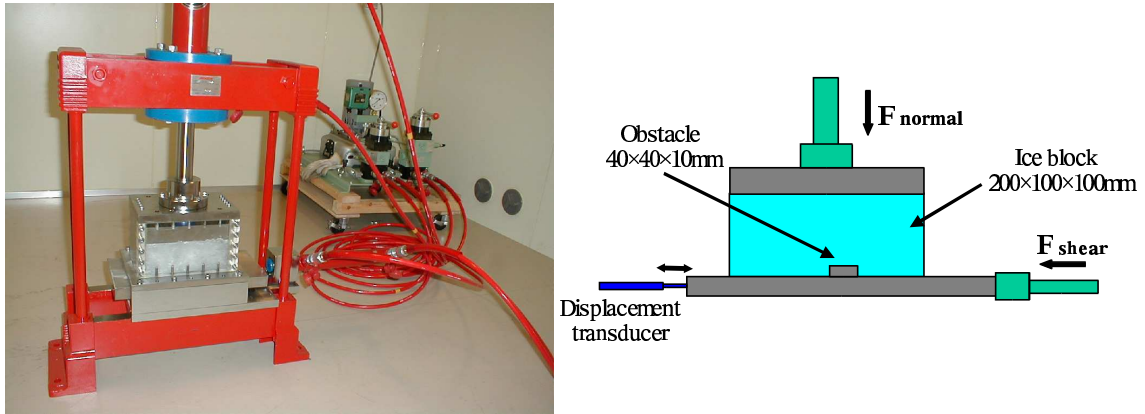 F normal
Obstacle
40×40×10mm
Ice block
200×100×100mm
F shear
Displacement
transducer